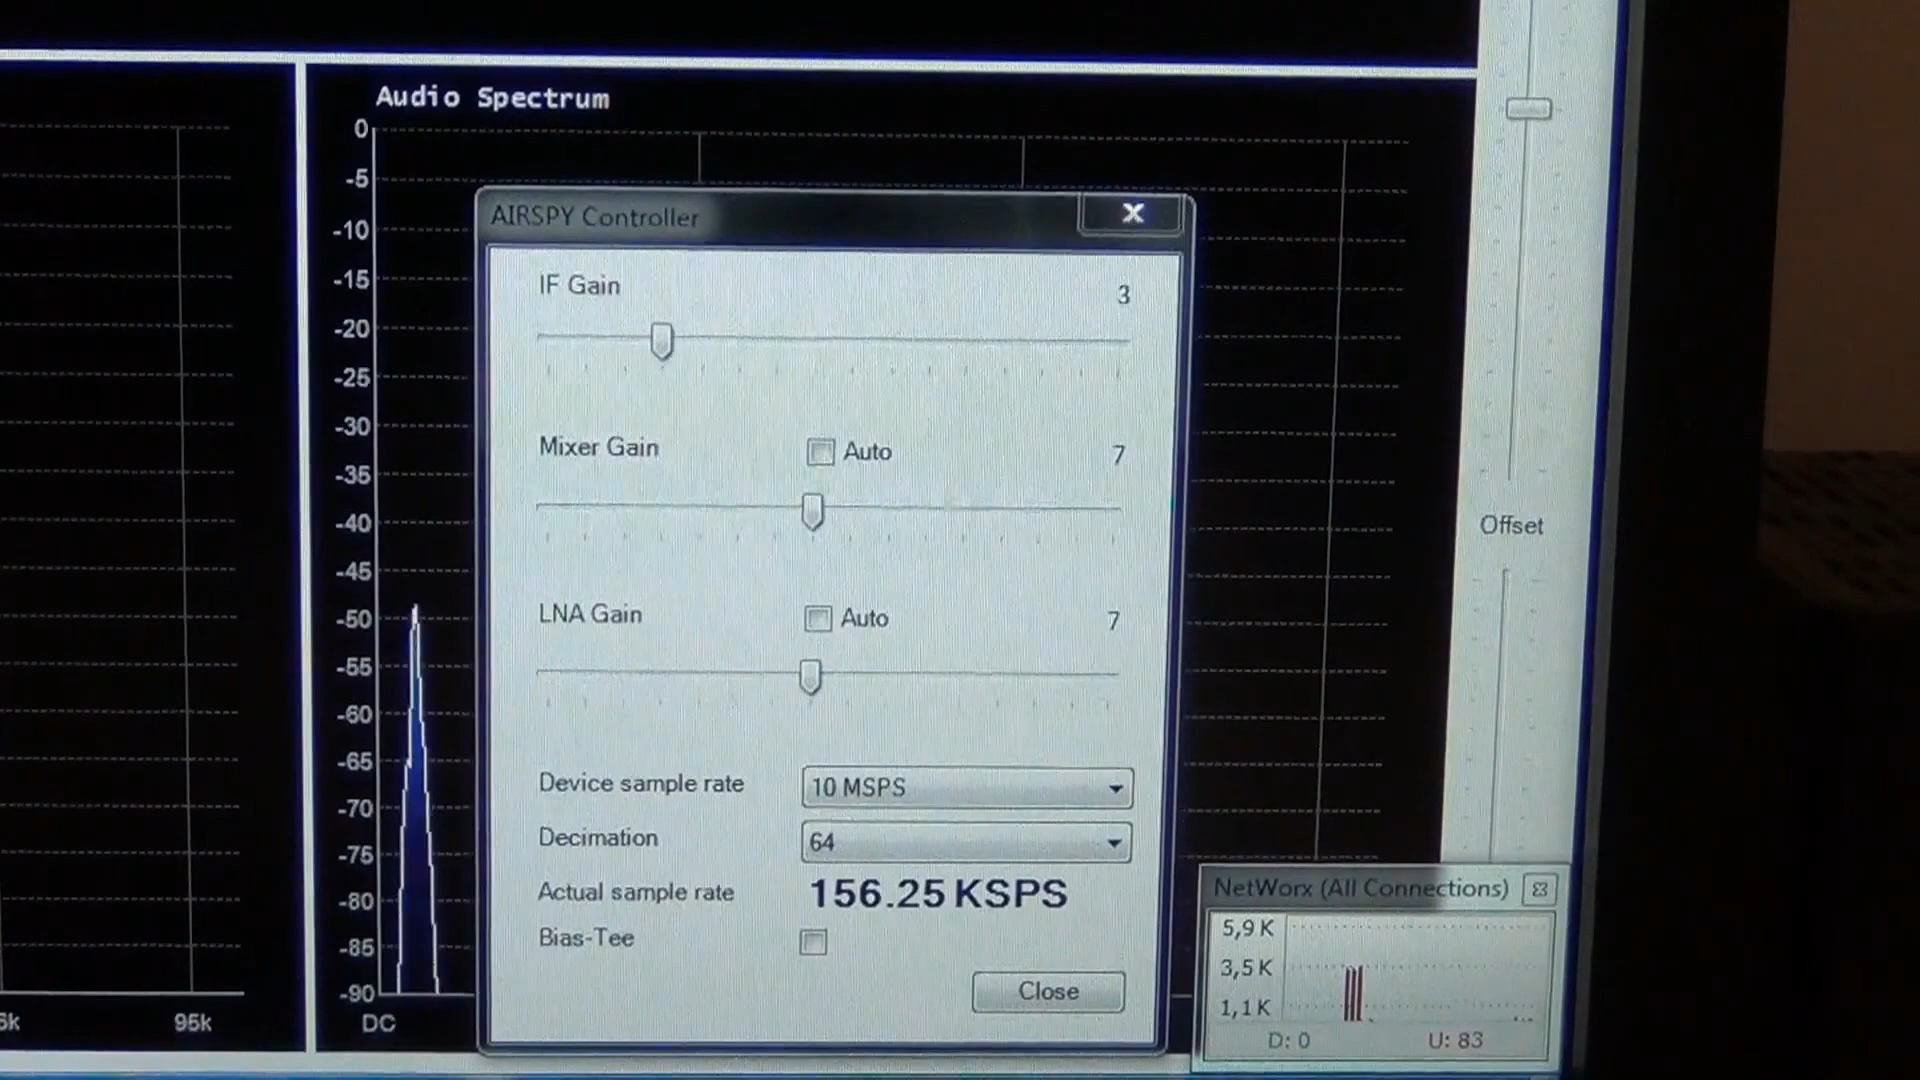 Audio Spectrum
0
-5
-10
-15
-20
-25
-30
-35
-40
-45
-50
-55
-60
-65
-70
-75
-80
-85
-90
DC
95k
AIRSPY Controller
IF Gain 3
Mixer Gain Auto 7
LNA Gain Auto 7
Device sample rate 10 MSPS
Decimation 64
Actual sample rate 156.25 KSPS
Bias-Tee
Close
Offset
NetWorx (All Connections)
5,9 K
3,5 K
1,1 K
D: 0 U: 83